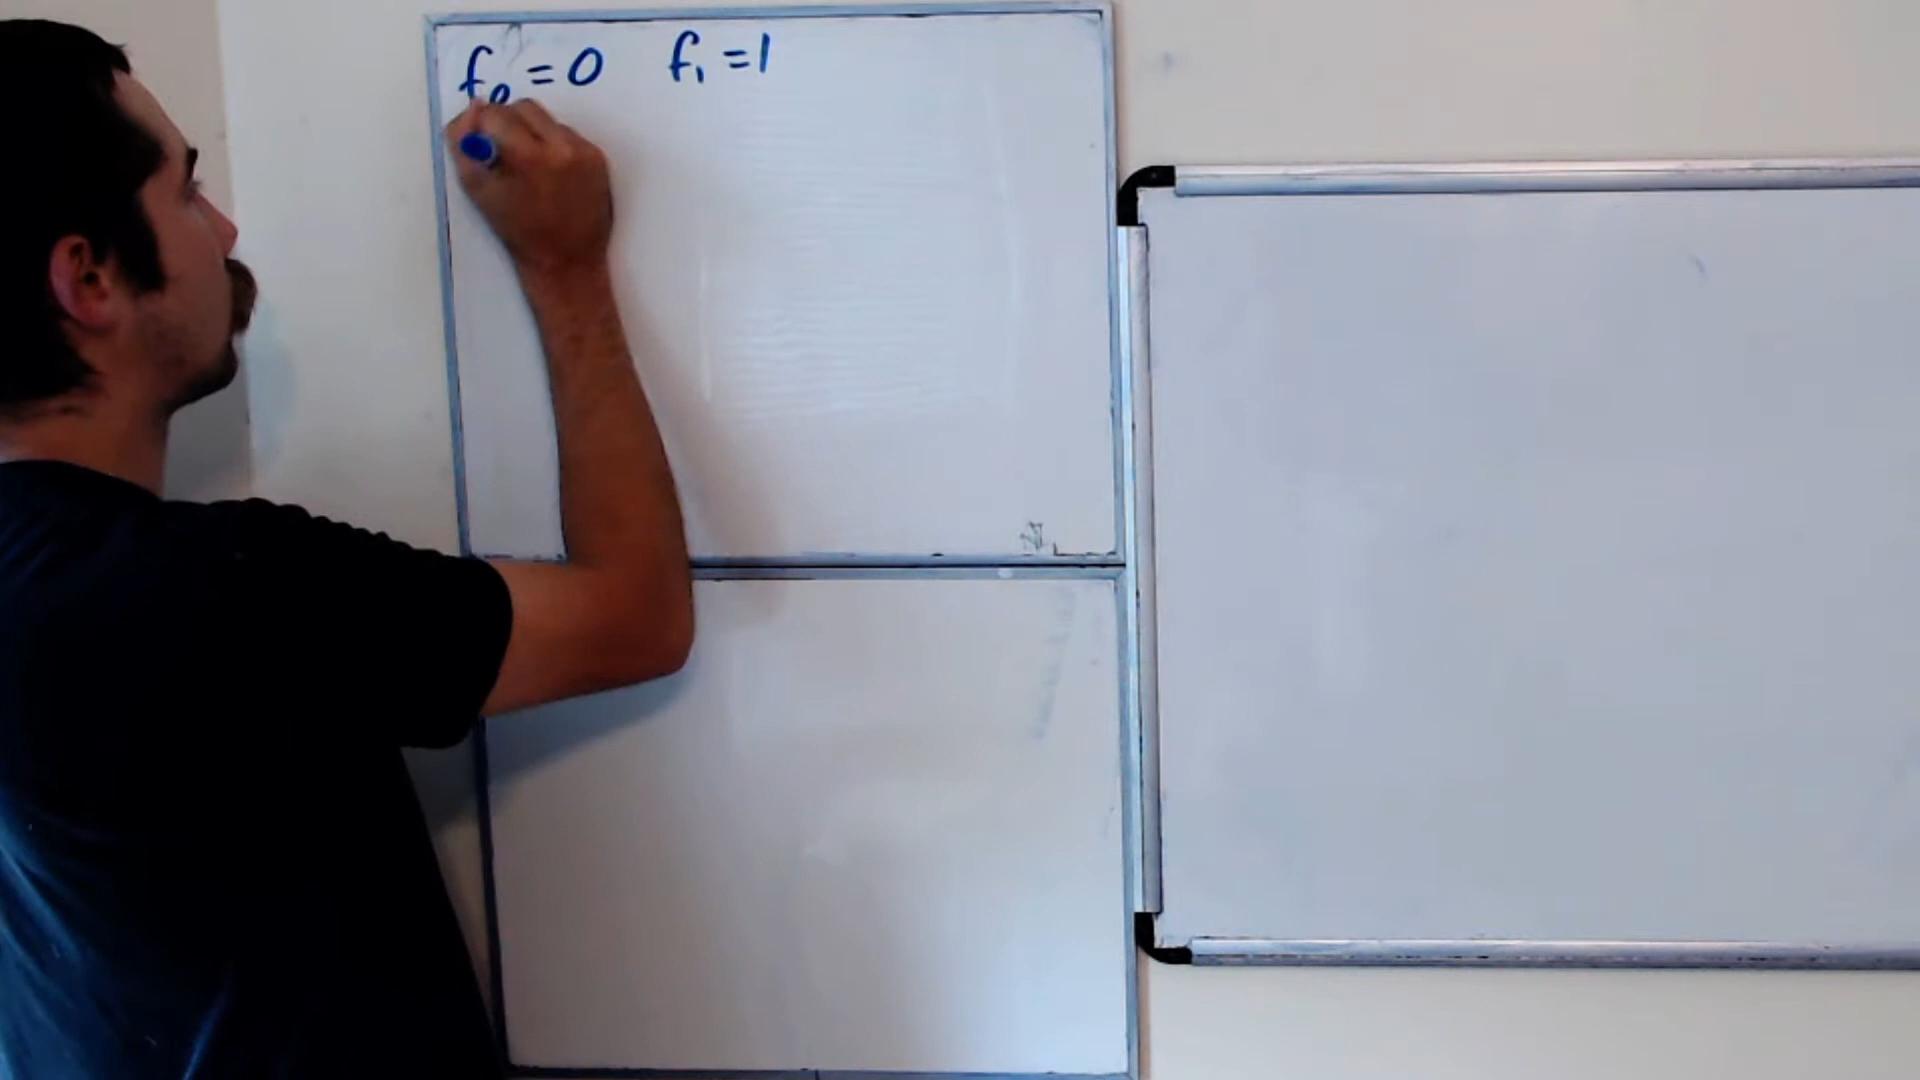 f₀ = 0 f₁ = 1